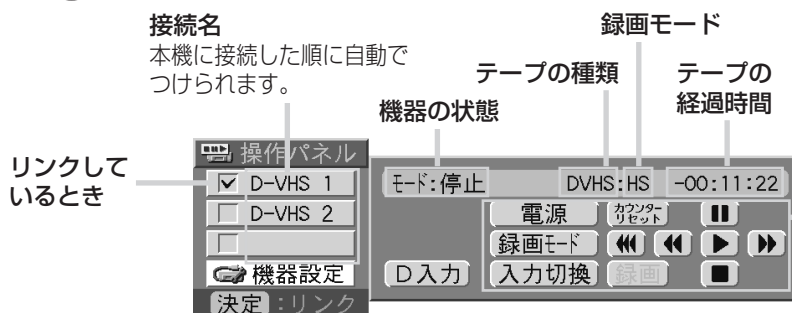 接続名
本機に接続した順に自動で
つけられます。
録画モード
テープの種類
テープの
経過時間
機器の状態
リンクして
いるとき
操作パネル
D-VHS 1
D-VHS 2
機器設定
決定:リンク
モード:停止
DVHS:HS
-00:11:22
電源
カウンター
リセット
録画モード
D入力
入力切換
録画